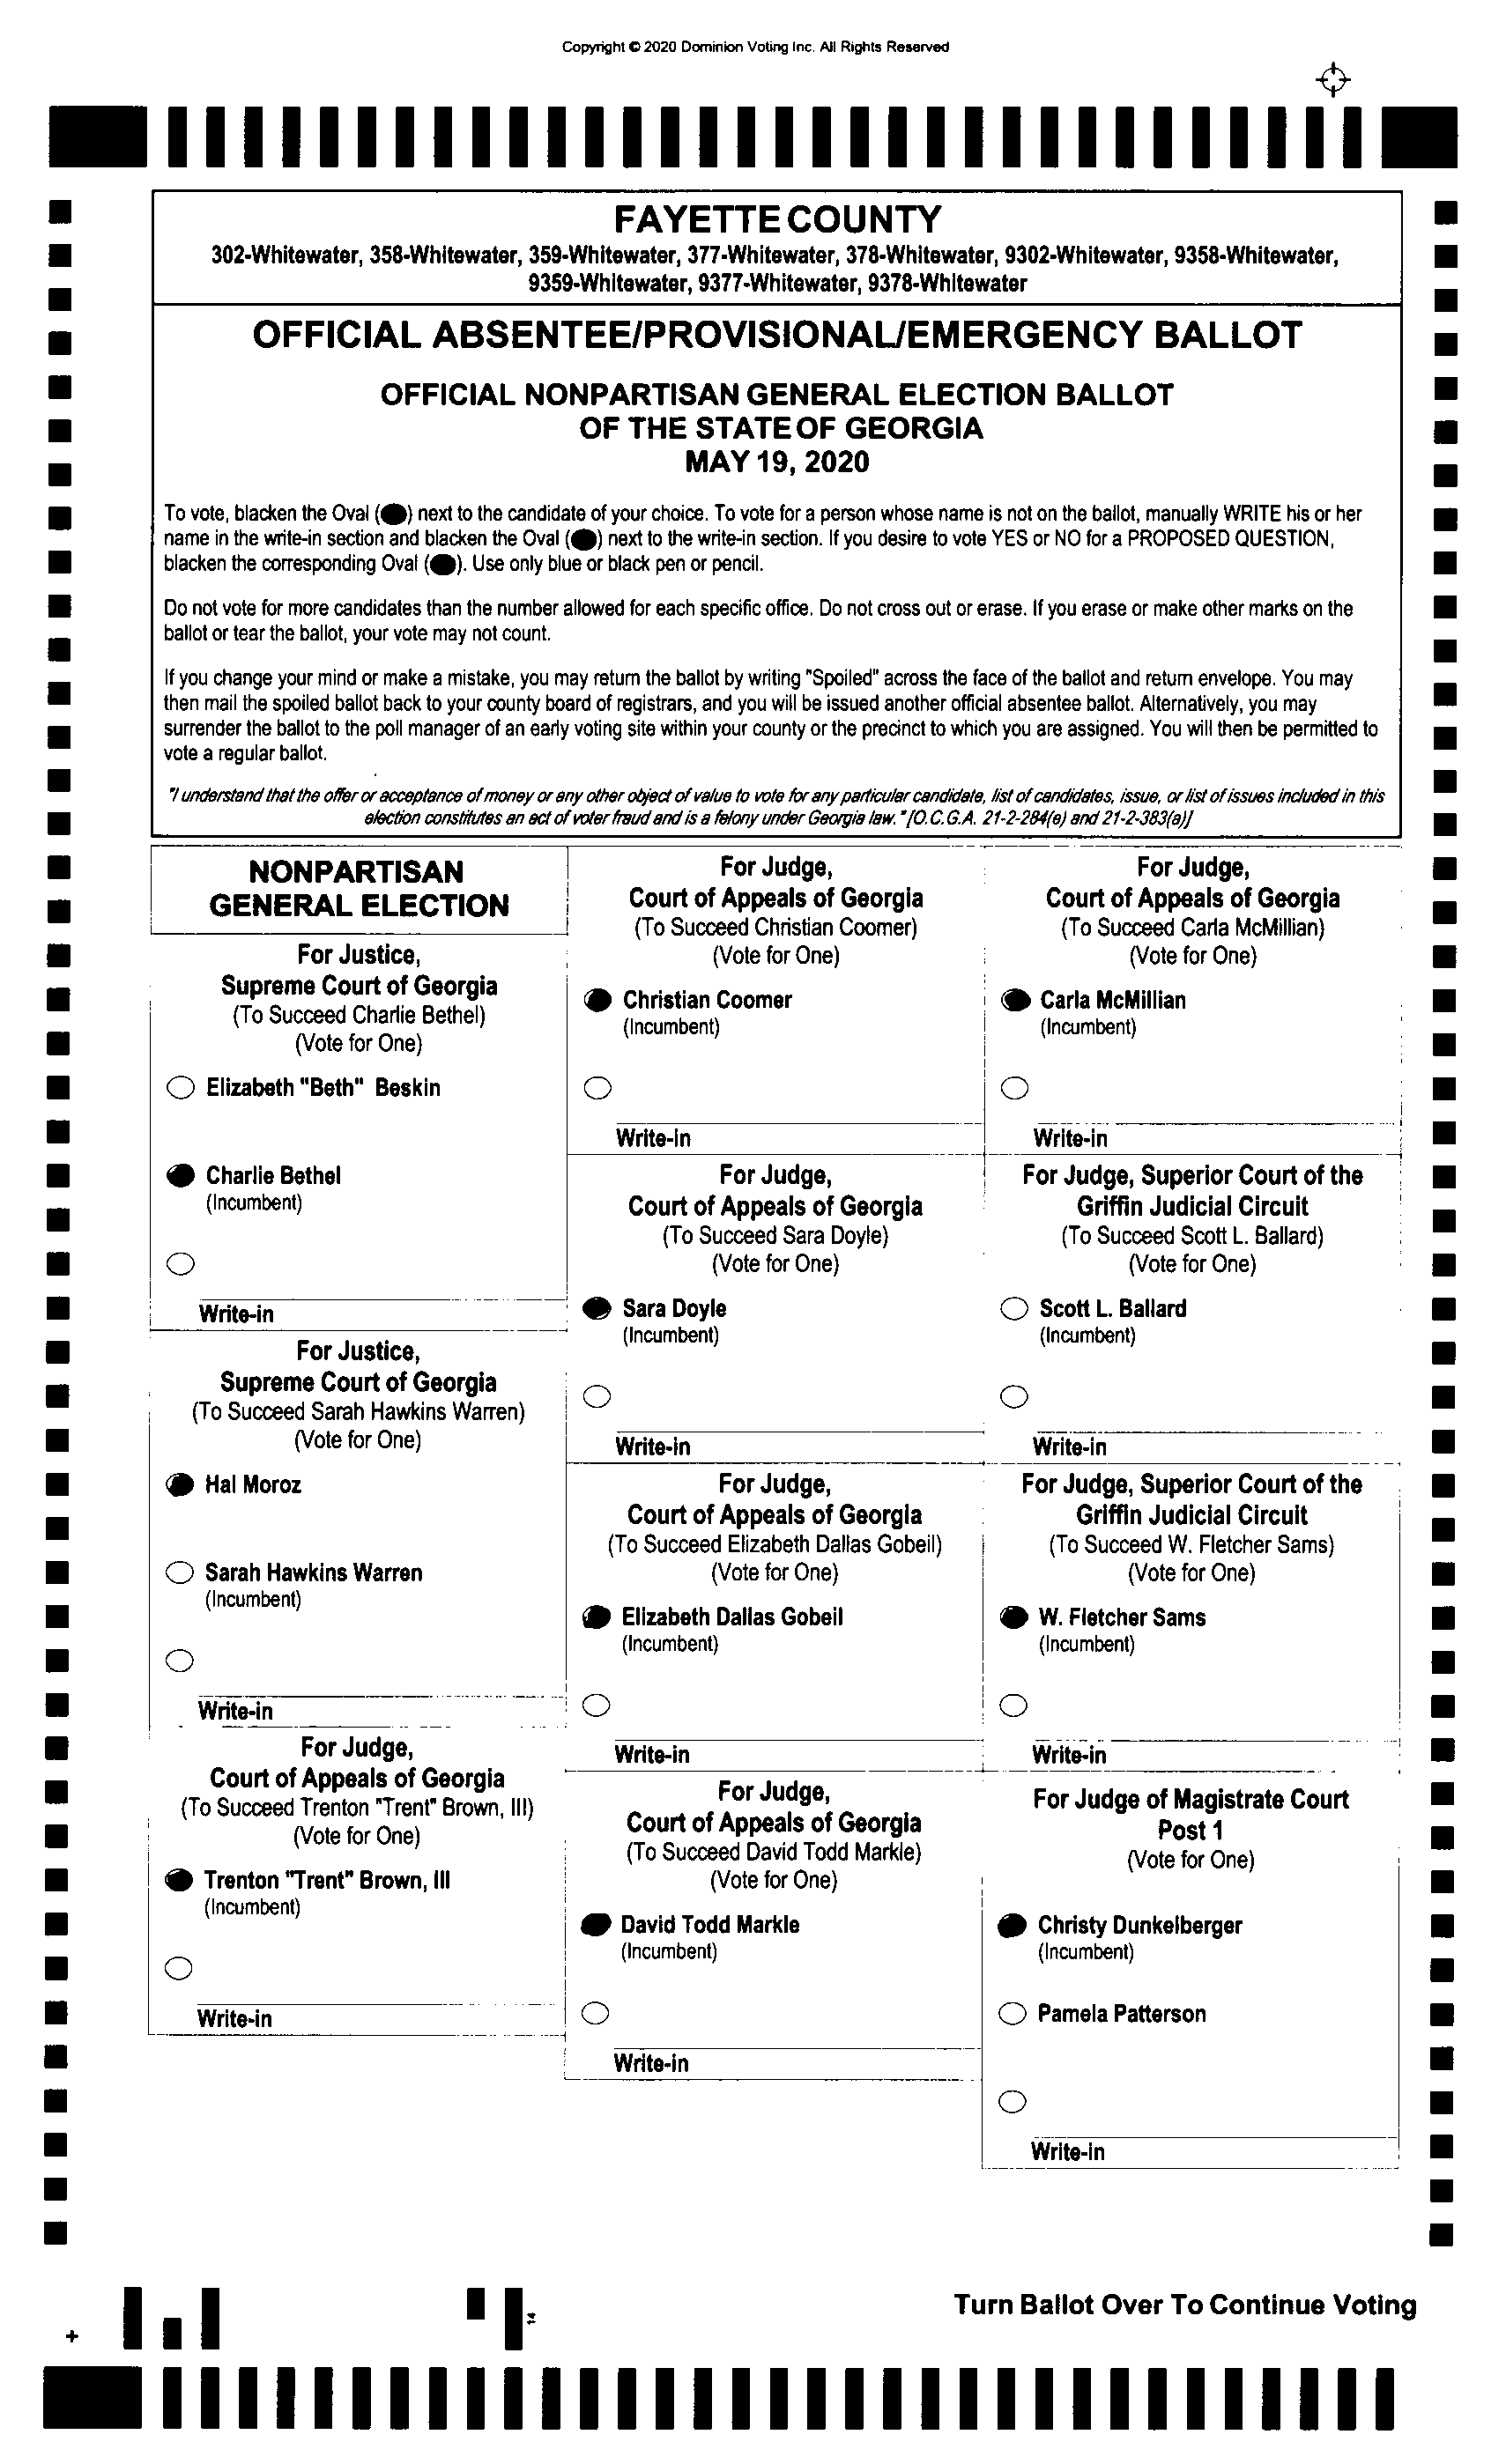 Copyright © 2020 Dominion Voting Inc. All Rights Reserved
FAYETTE COUNTY
302-Whitewater, 358-Whitewater, 359-Whitewater, 377-Whitewater, 378-Whitewater, 9302-Whitewater, 9358-Whitewater,
9359-Whitewater, 9377-Whitewater, 9378-Whitewater
OFFICIAL ABSENTEE/PROVISIONAL/EMERGENCY BALLOT
OFFICIAL NONPARTISAN GENERAL ELECTION BALLOT
OF THE STATE OF GEORGIA
MAY 19, 2020
To vote, blacken the Oval (●) next to the candidate of your choice. To vote for a person whose name is not on the ballot, manually WRITE his or her
name in the write-in section and blacken the Oval (●) next to the write-in section. If you desire to vote YES or NO for a PROPOSED QUESTION,
blacken the corresponding Oval (●). Use only blue or black pen or pencil.
Do not vote for more candidates than the number allowed for each specific office. Do not cross out or erase. If you erase or make other marks on the
ballot or tear the ballot, your vote may not count.
If you change your mind or make a mistake, you may return the ballot by writing "Spoiled" across the face of the ballot and return envelope. You may
then mail the spoiled ballot back to your county board of registrars, and you will be issued another official absentee ballot. Alternatively, you may
surrender the ballot to the poll manager of an early voting site within your county or the precinct to which you are assigned. You will then be permitted to
vote a regular ballot.
"I understand that the offer or acceptance of money or any other object of value to vote for any particular candidate, list of candidates, issue, or list of issues included in this
election constitutes an act of voter fraud and is a felony under Georgia law." [O.C.G.A. 21-2-284(e) and 21-2-383(a)]
NONPARTISAN
GENERAL ELECTION
For Justice,
Supreme Court of Georgia
(To Succeed Charlie Bethel)
(Vote for One)
Elizabeth "Beth" Beskin
Charlie Bethel
(Incumbent)
Write-in
For Justice,
Supreme Court of Georgia
(To Succeed Sarah Hawkins Warren)
(Vote for One)
Hal Moroz
Sarah Hawkins Warren
(Incumbent)
Write-in
For Judge,
Court of Appeals of Georgia
(To Succeed Trenton "Trent" Brown, III)
(Vote for One)
Trenton "Trent" Brown, III
(Incumbent)
Write-in
For Judge,
Court of Appeals of Georgia
(To Succeed Christian Coomer)
(Vote for One)
Christian Coomer
(Incumbent)
Write-in
For Judge,
Court of Appeals of Georgia
(To Succeed Sara Doyle)
(Vote for One)
Sara Doyle
(Incumbent)
Write-in
For Judge,
Court of Appeals of Georgia
(To Succeed Elizabeth Dallas Gobeil)
(Vote for One)
Elizabeth Dallas Gobeil
(Incumbent)
Write-in
For Judge,
Court of Appeals of Georgia
(To Succeed David Todd Markle)
(Vote for One)
David Todd Markle
(Incumbent)
Write-in
For Judge,
Court of Appeals of Georgia
(To Succeed Carla McMillian)
(Vote for One)
Carla McMillian
(Incumbent)
Write-in
For Judge, Superior Court of the
Griffin Judicial Circuit
(To Succeed Scott L. Ballard)
(Vote for One)
Scott L. Ballard
(Incumbent)
Write-in
For Judge, Superior Court of the
Griffin Judicial Circuit
(To Succeed W. Fletcher Sams)
(Vote for One)
W. Fletcher Sams
(Incumbent)
Write-in
For Judge of Magistrate Court
Post 1
(Vote for One)
Christy Dunkelberger
(Incumbent)
Pamela Patterson
Write-in
Turn Ballot Over To Continue Voting